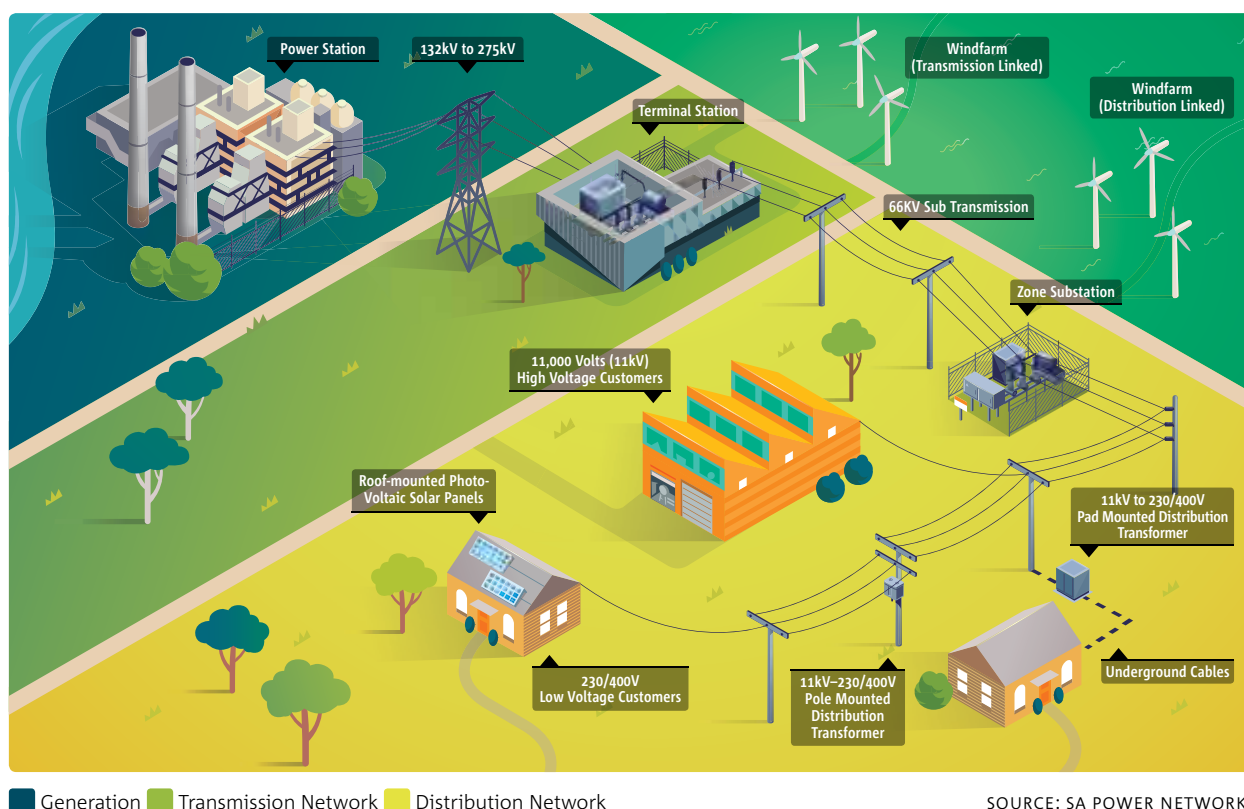 Power Station
132kV to 275kV
Windfarm
(Transmission Linked)
Windfarm
(Distribution Linked)
Terminal Station
66KV Sub Transmission
Zone Substation
11,000 Volts (11kV)
High Voltage Customers
Roof-mounted Photo-
Voltaic Solar Panels
11kV to 230/400V
Pad Mounted Distribution
Transformer
230/400V
Low Voltage Customers
11kV–230/400V
Pole Mounted
Distribution
Transformer
Underground Cables
Generation
Transmission Network
Distribution Network
SOURCE: SA POWER NETWORK